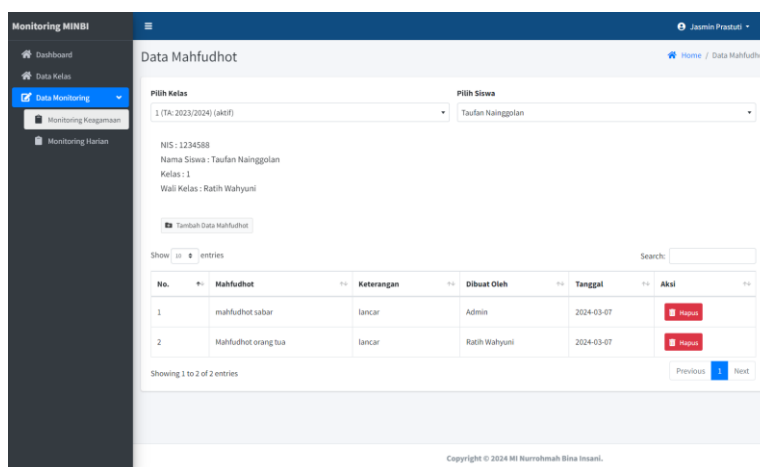 Monitoring MINBI
Jasmin Prastuti
Dashboard
Data Kelas
Data Monitoring
Monitoring Keagamaan
Monitoring Harian
Data Mahfudhot
Home / Data Mahfudh
Pilih Kelas
Pilih Siswa
1 (TA: 2023/2024) (aktif)
Taufan Nainggolan
NIS : 1234588
Nama Siswa : Taufan Nainggolan
Kelas : 1
Wali Kelas : Ratih Wahyuni
Tambah Data Mahfudhot
Show 10 entries
Search:
No. Mahfudhot Keterangan Dibuat Oleh Tanggal Aksi
1 mahfudhot sabar lancar Admin 2024-03-07 Hapus
2 Mahfudhot orang tua lancar Ratih Wahyuni 2024-03-07 Hapus
Showing 1 to 2 of 2 entries
Previous 1 Next
Copyright © 2024 MI Nurrohmah Bina Insani.